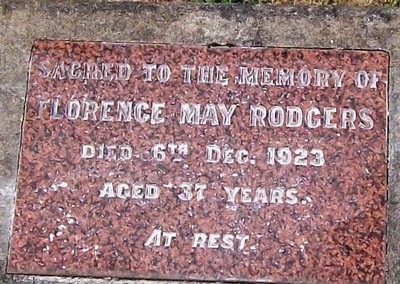 SACRED TO THE MEMORY OF
FLORENCE MAY RODGERS
DIED 6TH DEC. 1923
AGED 37 YEARS.
AT REST.